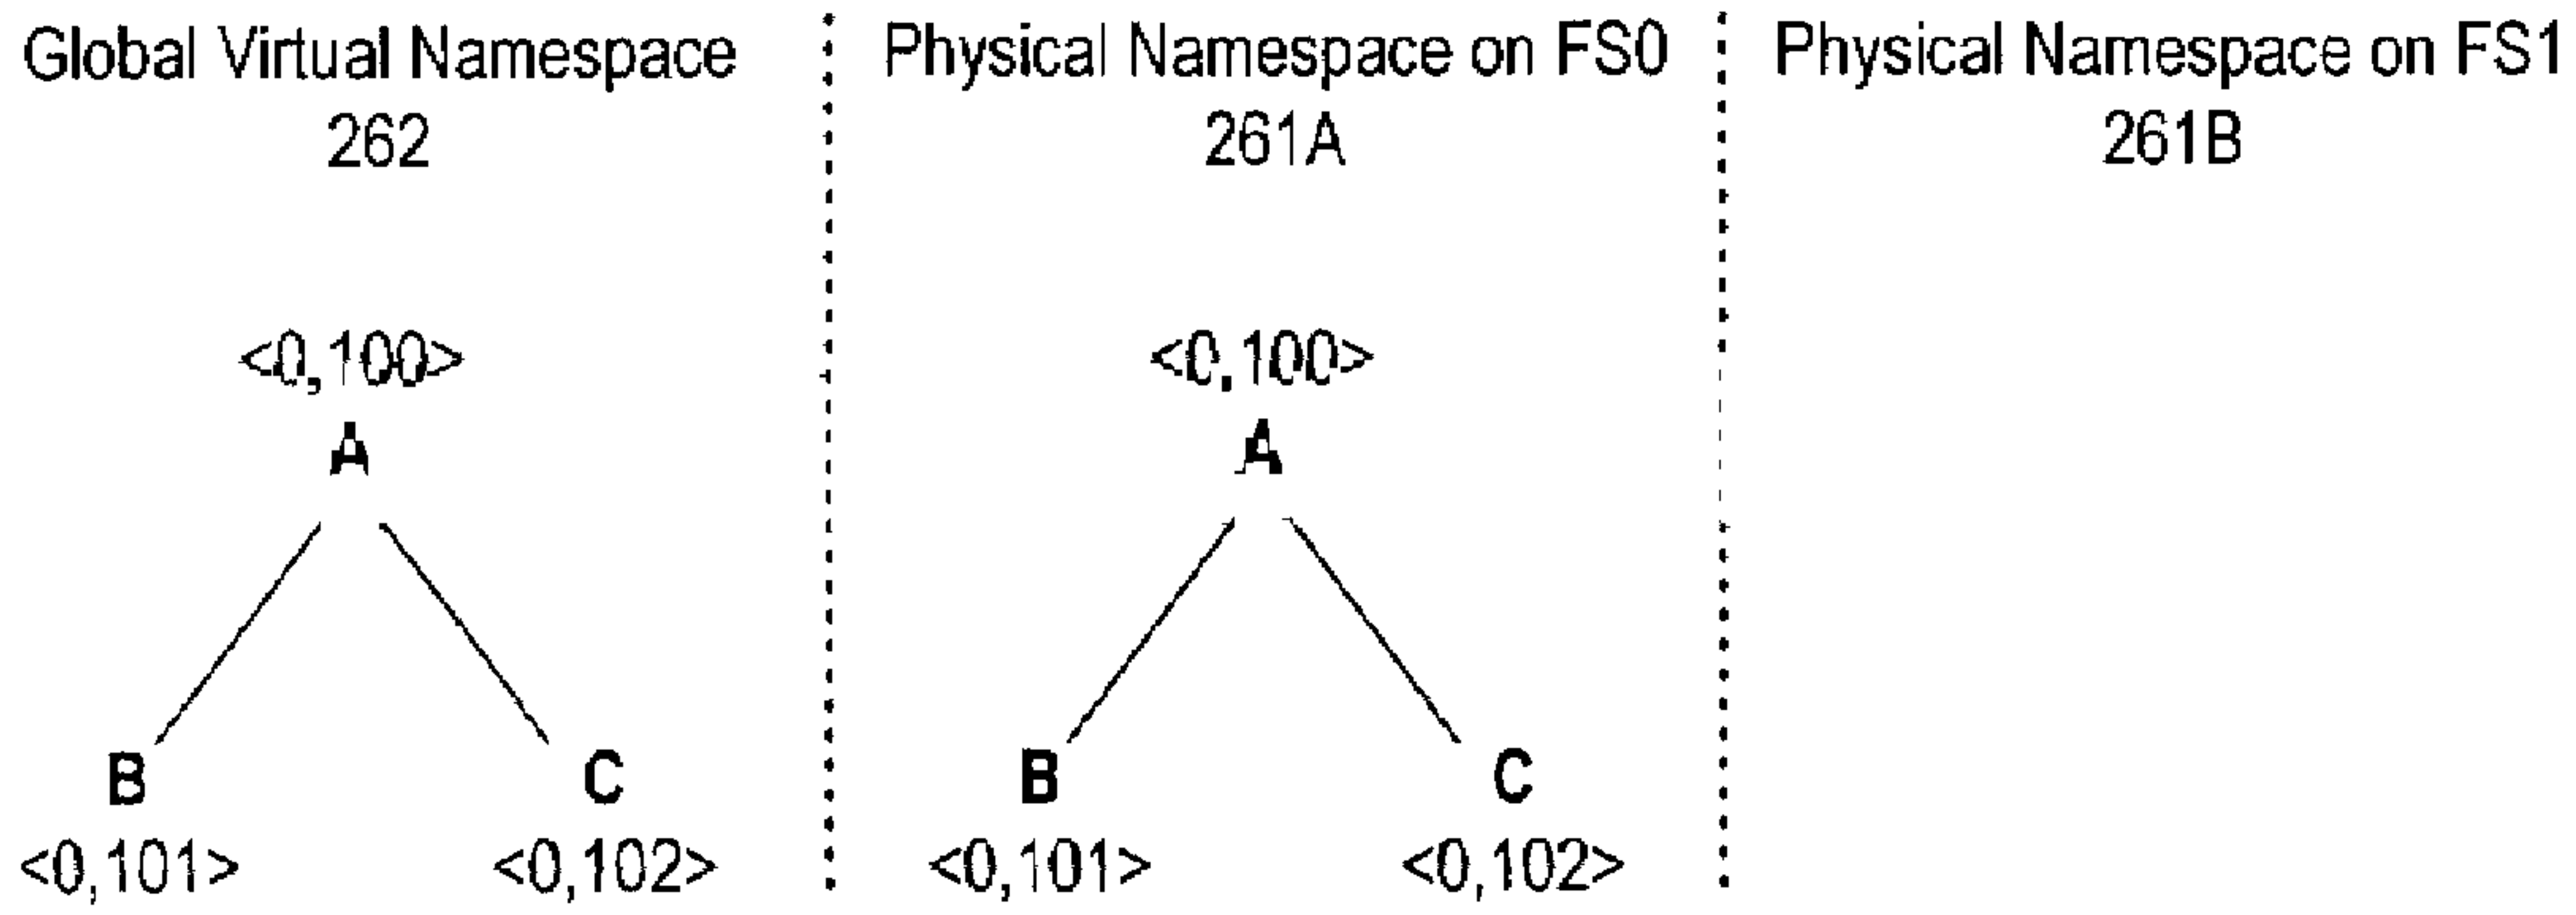 Global Virtual Namespace
262
<0,100>
A
B
C
<0,101>
<0,102>
Physical Namespace on FS0
261A
<0,100>
A
B
C
<0,101>
<0,102>
Physical Namespace on FS1
261B